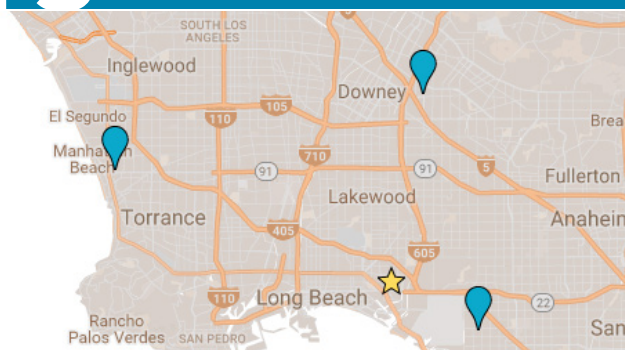 SOUTH LOS
ANGELES
Inglewood
105
Downey
110
El Segundo
Brea
Manhattan
Beach
710
91
91
5
Fullerton
Lakewood
Torrance
Anaheim
405
605
110
Long Beach
22
San
Rancho
Palos Verdes
SAN PEDRO